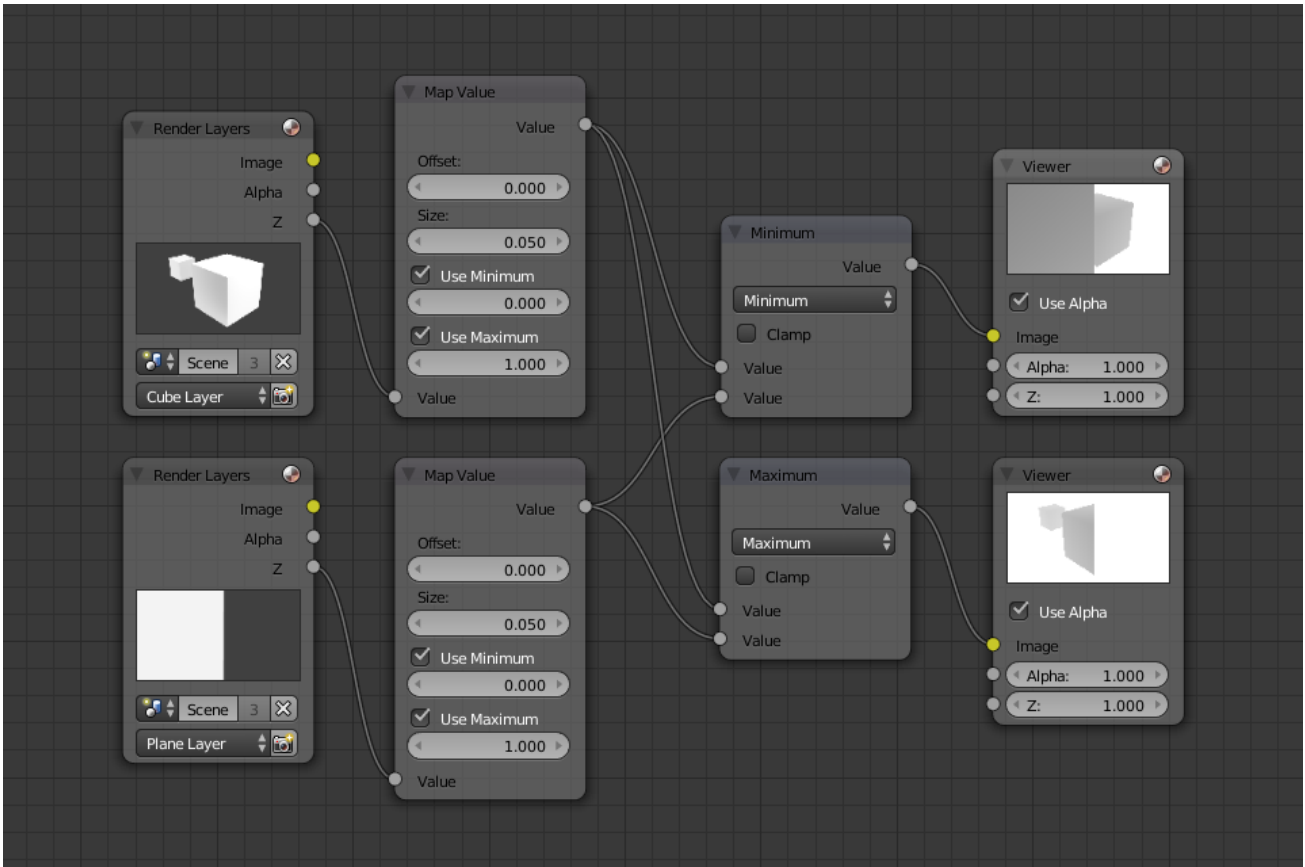 Render Layers
Image
Alpha
Z
Scene 3
Cube Layer
Map Value
Value
Offset:
0.000
Size:
0.050
Use Minimum
0.000
Use Maximum
1.000
Value
Minimum
Value
Minimum
Clamp
Value
Value
Viewer
Use Alpha
Image
Alpha: 1.000
Z: 1.000
Render Layers
Image
Alpha
Z
Scene 3
Plane Layer
Map Value
Value
Offset:
0.000
Size:
0.050
Use Minimum
0.000
Use Maximum
1.000
Value
Maximum
Value
Maximum
Clamp
Value
Value
Viewer
Use Alpha
Image
Alpha: 1.000
Z: 1.000